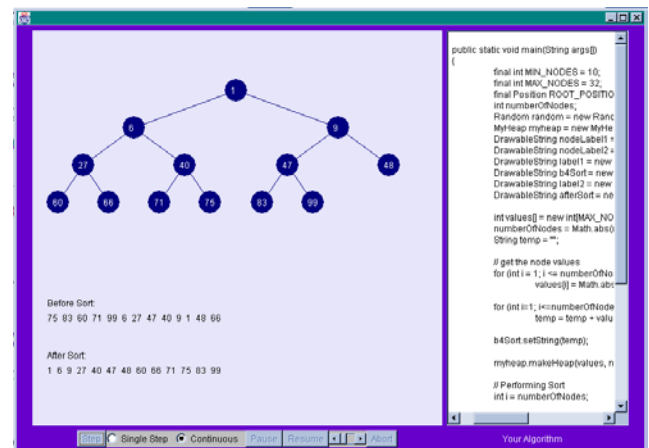 1
6 9
27 40 47 48
60 66 71 75 83 99
Before Sort:
75 83 60 71 99 6 27 47 40 9 1 48 66
After Sort:
1 6 9 27 40 47 48 60 66 71 75 83 99
public static void main(String args[])
{
final int MIN_NODES = 10;
final int MAX_NODES = 32;
final Position ROOT_POSITIO
int numberOfNodes;
Random random = new Ranc
MyHeap myheap = new MyHe
DrawableString nodeLabel1 =
DrawableString nodeLabel2 =
DrawableString label1 = new
DrawableString b4Sort = new
DrawableString label2 = new
DrawableString afterSort = ne
int values[] = new int[MAX_NO
numberOfNodes = Math.abs(r
String temp = "";
// get the node values
for (int i = 1; i <= numberOfNo
values[i] = Math.abs
for (int i=1; i<=numberOfNode
temp = temp + valu
b4Sort.setString(temp);
myheap.makeHeap(values, n
// Performing Sort
int i = numberOfNodes;
Step Single Step Continuous Pause Resume Abort
Your Algorithm